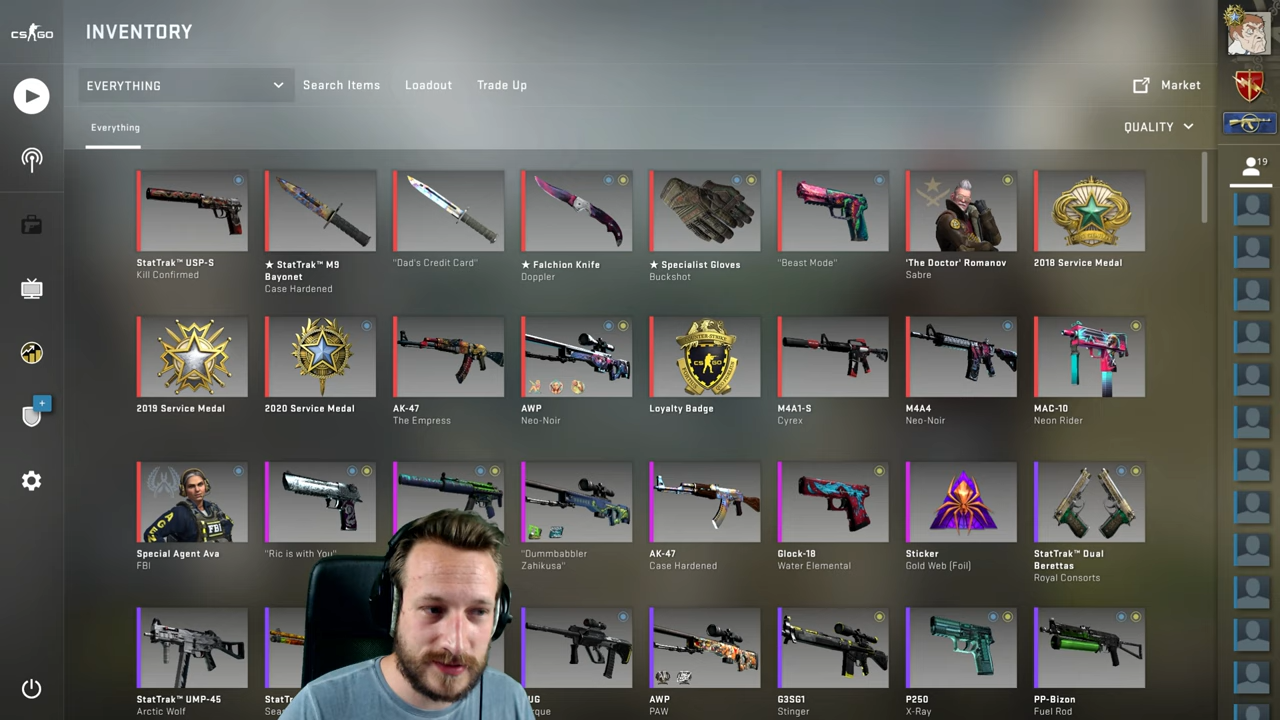 CS:GO
INVENTORY
EVERYTHING
Search Items
Loadout
Trade Up
Market
Everything
QUALITY
19
StatTrak™ USP-S
Kill Confirmed
★ StatTrak™ M9
Bayonet
Case Hardened
"Dad's Credit Card"
★ Falchion Knife
Doppler
★ Specialist Gloves
Buckshot
"Beast Mode"
'The Doctor' Romanov
Sabre
2018 Service Medal
2019 Service Medal
2020 Service Medal
AK-47
The Empress
AWP
Neo-Noir
Loyalty Badge
M4A1-S
Cyrex
M4A4
Neo-Noir
MAC-10
Neon Rider
+
Special Agent Ava
FBI
"Ric is with You"
"Dummbabbler
Zahikusa"
AK-47
Case Hardened
Glock-18
Water Elemental
Sticker
Gold Web (Foil)
StatTrak™ Dual
Berettas
Royal Consorts
StatTrak™ UMP-45
Arctic Wolf
AWP
PAW
G3SG1
Stinger
P250
X-Ray
PP-Bizon
Fuel Rod